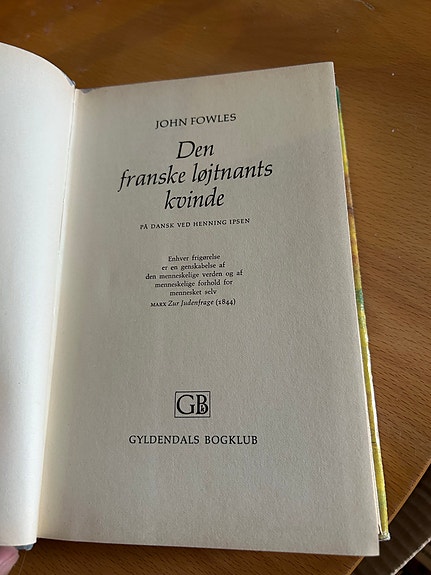 JOHN FOWLES
Den
franske løjtnants
kvinde
PÅ DANSK VED HENNING IPSEN
Enhver frigørelse
er en genskabelse af
den menneskelige verden og af
menneskelige forhold for
mennesket selv
MARX Zur Judenfrage (1844)
GB
GYLDENDALS BOGKLUB